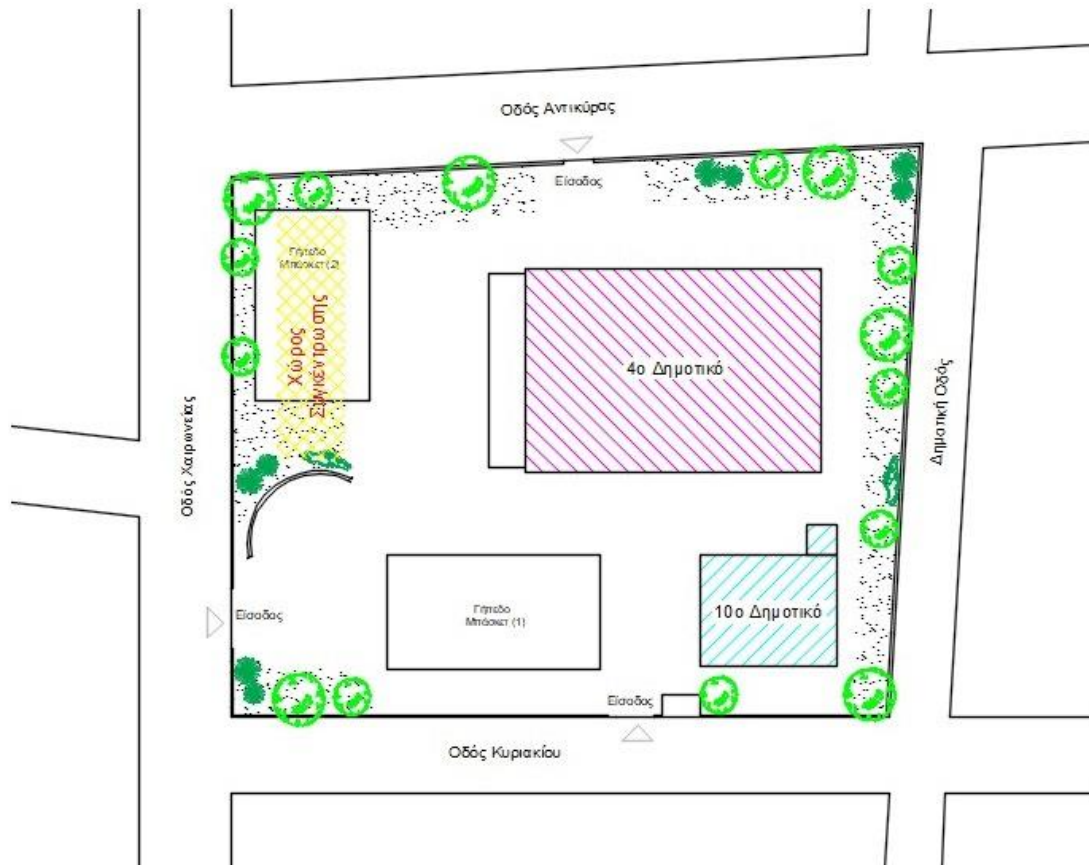 Οδός Αντικύρας
Είσοδος
Γήπεδο
Μπάσκετ (2)
Χώρος
Συγκέντρωσης
4ο Δημοτικό
Οδός Χαιρωνείας
Δημοτική Οδός
Είσοδος
Γήπεδο
Μπάσκετ (1)
10ο Δημοτικό
Είσοδος
Οδός Κυριακίου